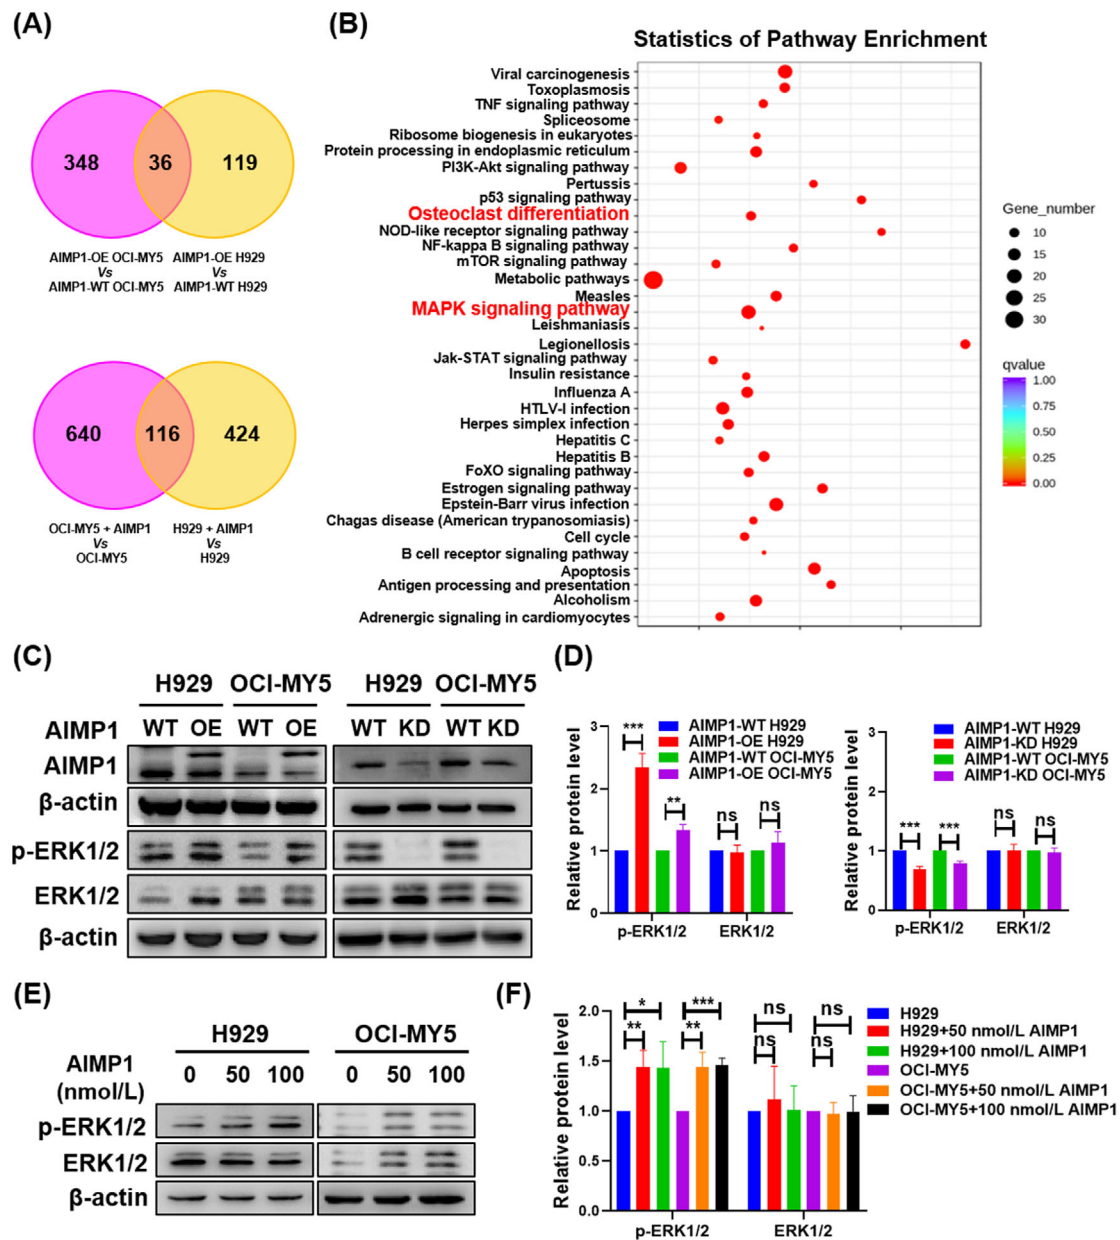 (A)
348 36 119
AIMP1-OE OCI-MY5 AIMP1-OE H929
Vs Vs
AIMP1-WT OCI-MY5 AIMP1-WT H929
640 116 424
OCI-MY5 + AIMP1 H929 + AIMP1
Vs Vs
OCI-MY5 H929
(B)
Statistics of Pathway Enrichment
Viral carcinogenesis
Toxoplasmosis
TNF signaling pathway
Spliceosome
Ribosome biogenesis in eukaryotes
Protein processing in endoplasmic reticulum
PI3K-Akt signaling pathway
Pertussis
p53 signaling pathway
Osteoclast differentiation
NOD-like receptor signaling pathway
NF-kappa B signaling pathway
mTOR signaling pathway
Metabolic pathways
Measles
MAPK signaling pathway
Leishmaniasis
Legionellosis
Jak-STAT signaling pathway
Insulin resistance
Influenza A
HTLV-I infection
Herpes simplex infection
Hepatitis C
Hepatitis B
FoXO signaling pathway
Estrogen signaling pathway
Epstein-Barr virus infection
Chagas disease (American trypanosomiasis)
Cell cycle
B cell receptor signaling pathway
Apoptosis
Antigen processing and presentation
Alcoholism
Adrenergic signaling in cardiomyocytes
Gene_number
10
15
20
25
30
qvalue
1.00
0.75
0.50
0.25
0.00
(C)
H929 OCI-MY5 H929 OCI-MY5
AIMP1 WT OE WT OE WT KD WT KD
AIMP1
β-actin
p-ERK1/2
ERK1/2
β-actin
(D)
Relative protein level
3
2
1
0
*** ** ns ns
AIMP1-WT H929
AIMP1-OE H929
AIMP1-WT OCI-MY5
AIMP1-OE OCI-MY5
p-ERK1/2 ERK1/2
Relative protein level
3
2
1
0
*** *** ns ns
AIMP1-WT H929
AIMP1-KD H929
AIMP1-WT OCI-MY5
AIMP1-KD OCI-MY5
p-ERK1/2 ERK1/2
(E)
H929 OCI-MY5
AIMP1
(nmol/L) 0 50 100 0 50 100
p-ERK1/2
ERK1/2
β-actin
(F)
Relative protein level
2.0
1.5
1.0
0.5
0.0
* *** ns ns
** ** ns ns
H929
H929+50 nmol/L AIMP1
H929+100 nmol/L AIMP1
OCI-MY5
OCI-MY5+50 nmol/L AIMP1
OCI-MY5+100 nmol/L AIMP1
p-ERK1/2 ERK1/2